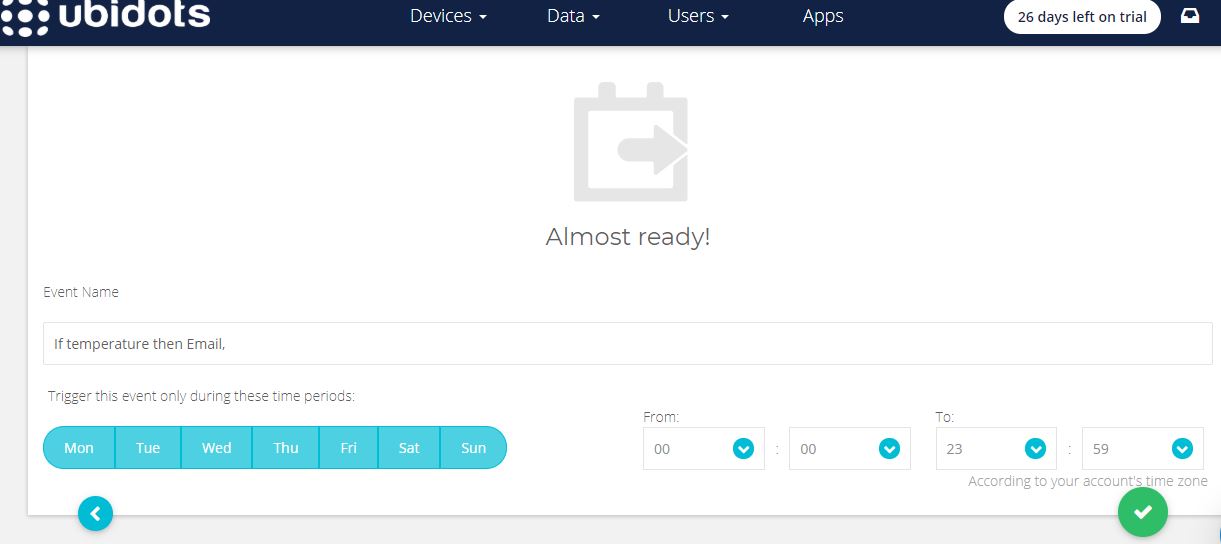 ubidots
Devices Data Users Apps 26 days left on trial
Almost ready!
Event Name
If temperature then Email,
Trigger this event only during these time periods:
From: To:
Mon Tue Wed Thu Fri Sat Sun 00 : 00 23 : 59
According to your account's time zone